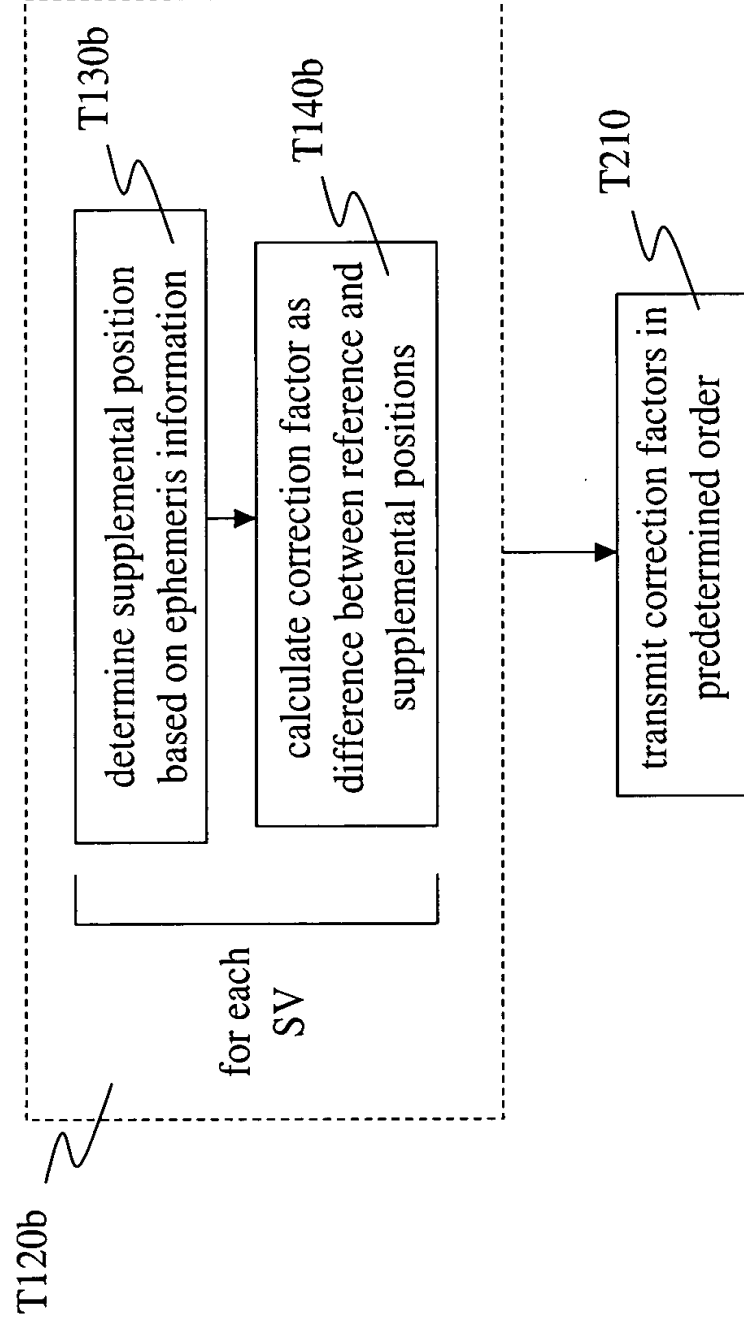 T120b
for each
SV
determine supplemental position
based on ephemeris information
T130b
calculate correction factor as
difference between reference and
supplemental positions
T140b
transmit correction factors in
predetermined order
T210